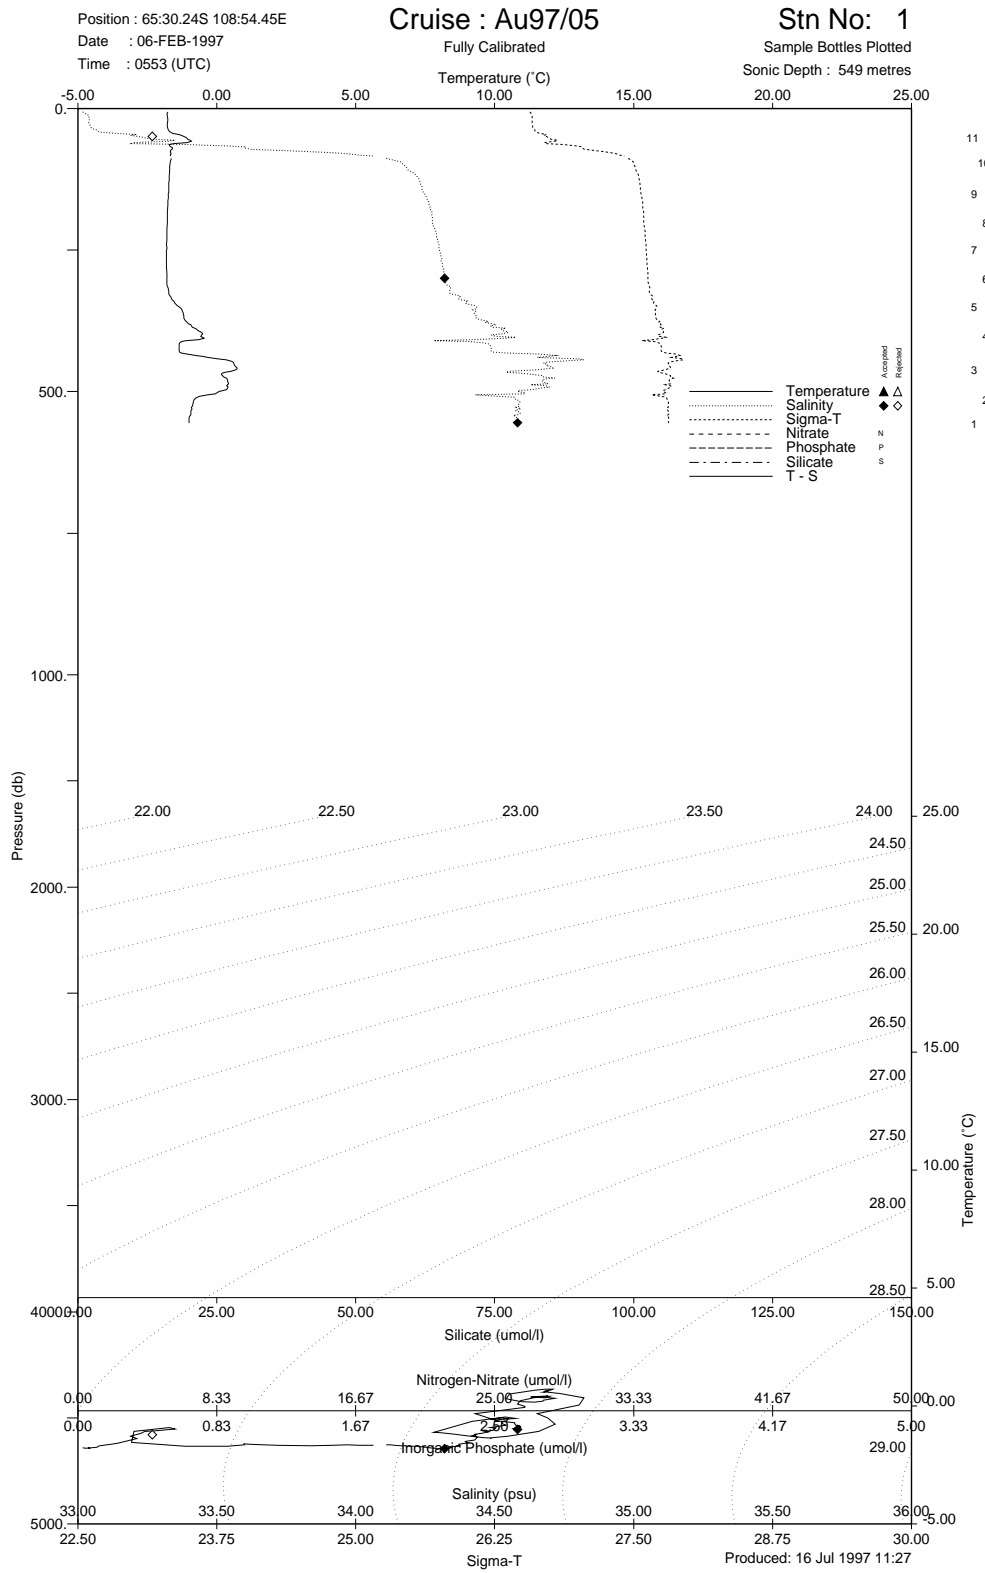 Position : 65:30.24S 108:54.45E
Date : 06-FEB-1997
Time : 0553 (UTC)
Cruise : Au97/05
Fully Calibrated
Stn No: 1
Sample Bottles Plotted
Sonic Depth : 549 metres
Temperature (˚C)
-5.00 0.00 5.00 10.00 15.00 20.00 25.00
0.
11
10
9
8
7
6
5
4
3
2
1
Accepted
Rejected
500.
Temperature
Salinity
Sigma-T
Nitrate N
Phosphate P
Silicate S
T - S
1000.
Pressure (db)
22.00 22.50 23.00 23.50 24.00 25.00
24.50
2000. 25.00
25.50 20.00
26.00
26.50
15.00
27.00
3000.
27.50
10.00
Temperature (˚C)
28.00
5.00
28.50
4000.
0.00 25.00 50.00 75.00 100.00 125.00 150.00
Silicate (umol/l)
Nitrogen-Nitrate (umol/l)
0.00 8.33 16.67 25.00 33.33 41.67 50.00
0.00
0.00 0.83 1.67 2.50 3.33 4.17 5.00
Inorganic Phosphate (umol/l)
29.00
Salinity (psu)
33.00 33.50 34.00 34.50 35.00 35.50 36.00
5000. -5.00
22.50 23.75 25.00 26.25 27.50 28.75 30.00
Sigma-T
Produced: 16 Jul 1997 11:27